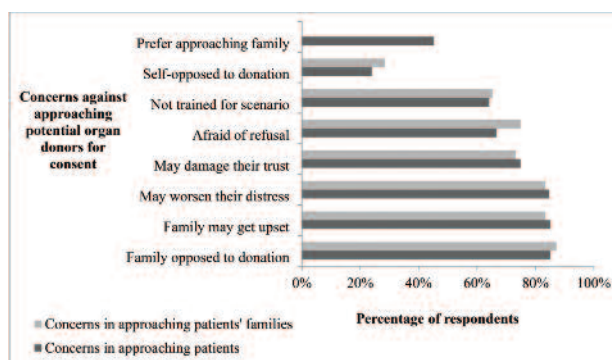 Concerns against
approaching
potential organ
donors for
consent
Prefer approaching family
Self-opposed to donation
Not trained for scenario
Afraid of refusal
May damage their trust
May worsen their distress
Family may get upset
Family opposed to donation
0% 20% 40% 60% 80% 100%
Percentage of respondents
Concerns in approaching patients' families
Concerns in approaching patients